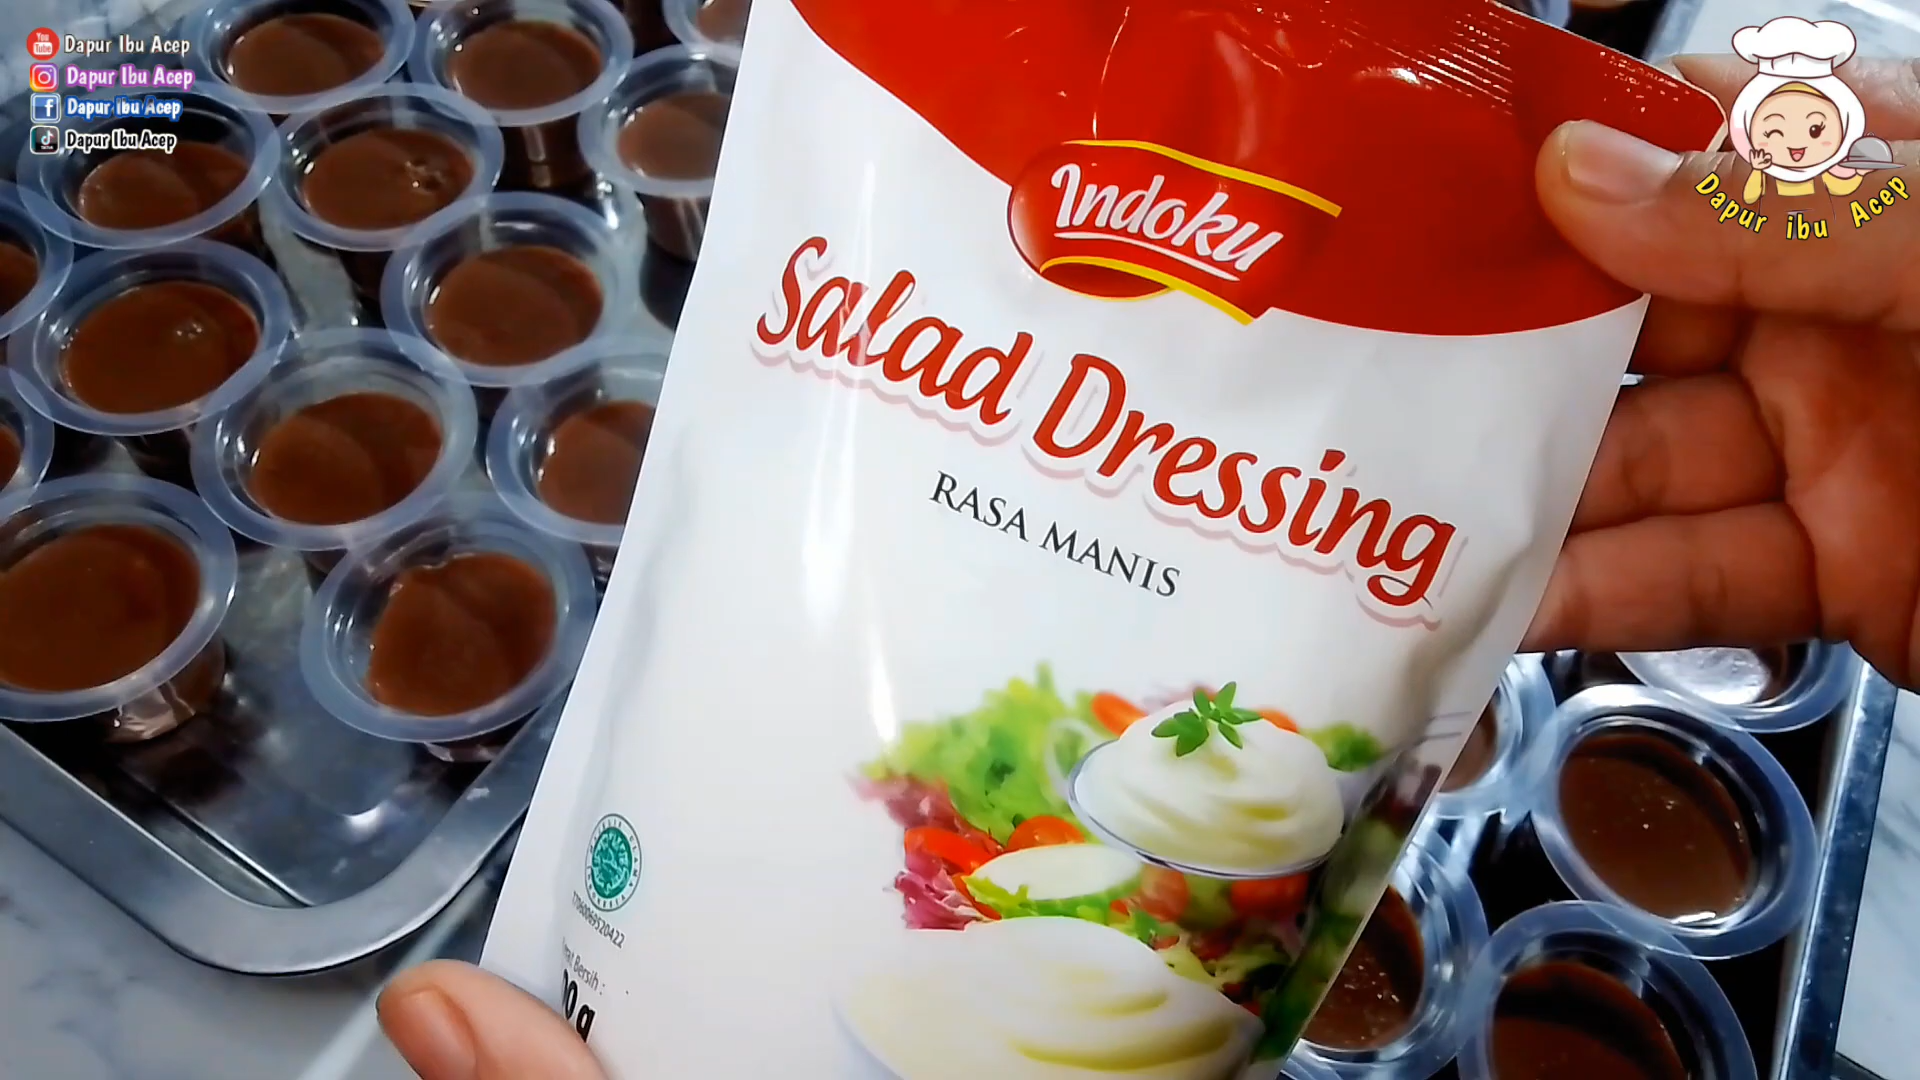 Dapur Ibu Acep
Dapur Ibu Acep
Dapur Ibu Acep
Dapur Ibu Acep
Dapur ibu Acep
Indoku
Salad Dressing
RASA MANIS
Bersih :